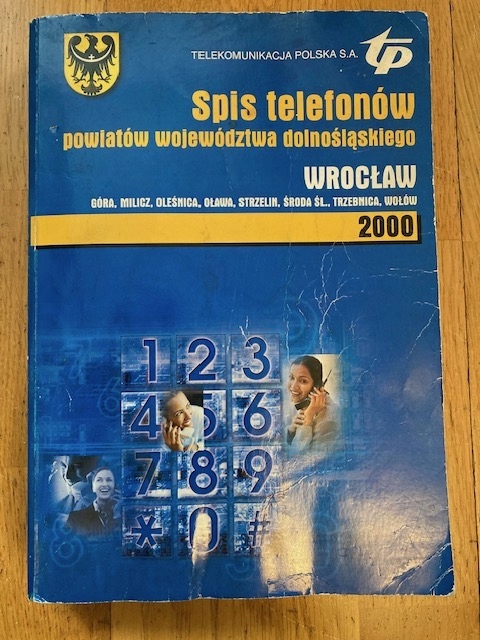 TELEKOMUNIKACJA POLSKA S.A. tp
Spis telefonów
powiatów województwa dolnośląskiego
WROCŁAW
GÓRA, MILICZ, OLEŚNICA, OŁAWA, STRZELIN, ŚRODA ŚL., TRZEBNICA, WOŁÓW
2000
1 2 3
4 5 6
7 8 9
* 0 #